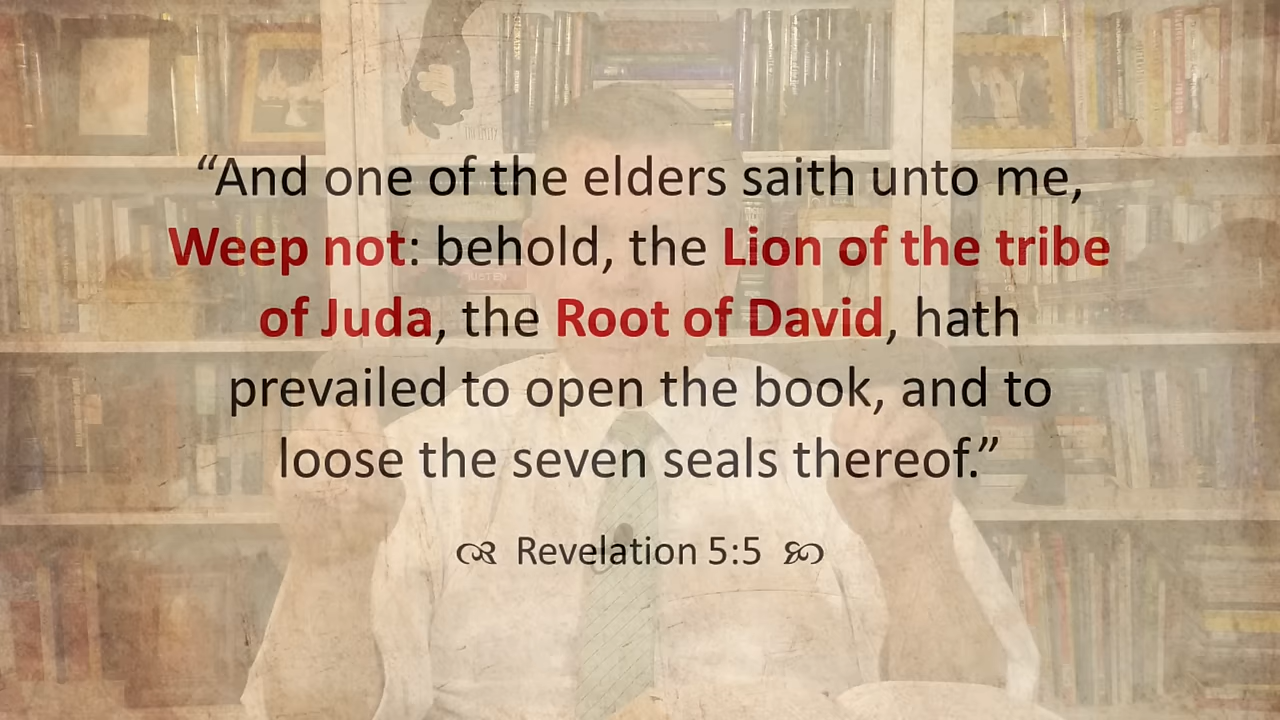 “And one of the elders saith unto me,
Weep not: behold, the Lion of the tribe
of Juda, the Root of David, hath
prevailed to open the book, and to
loose the seven seals thereof.”
Revelation 5:5